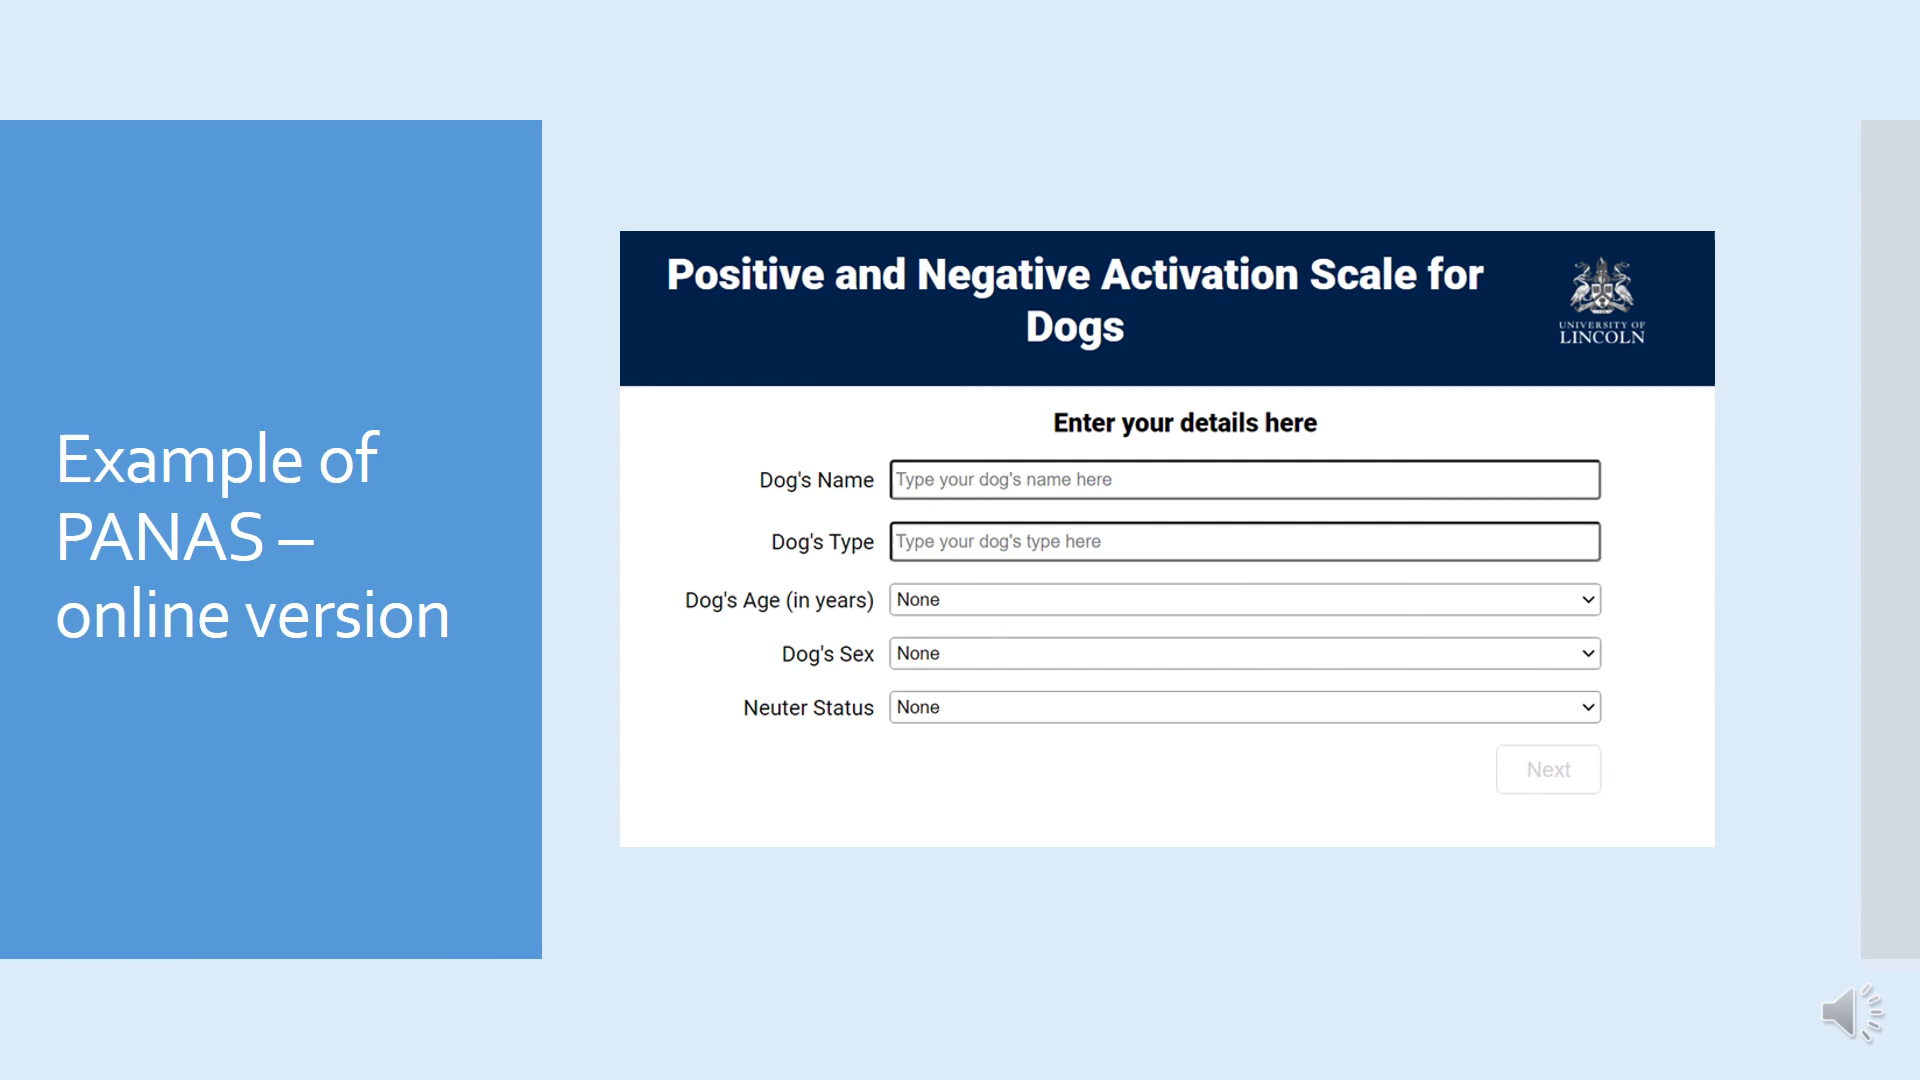 Example of
PANAS –
online version
Positive and Negative Activation Scale for
Dogs
UNIVERSITY OF
LINCOLN
Enter your details here
Dog's Name
Type your dog's name here
Dog's Type
Type your dog's type here
Dog's Age (in years)
None
Dog's Sex
None
Neuter Status
None
Next